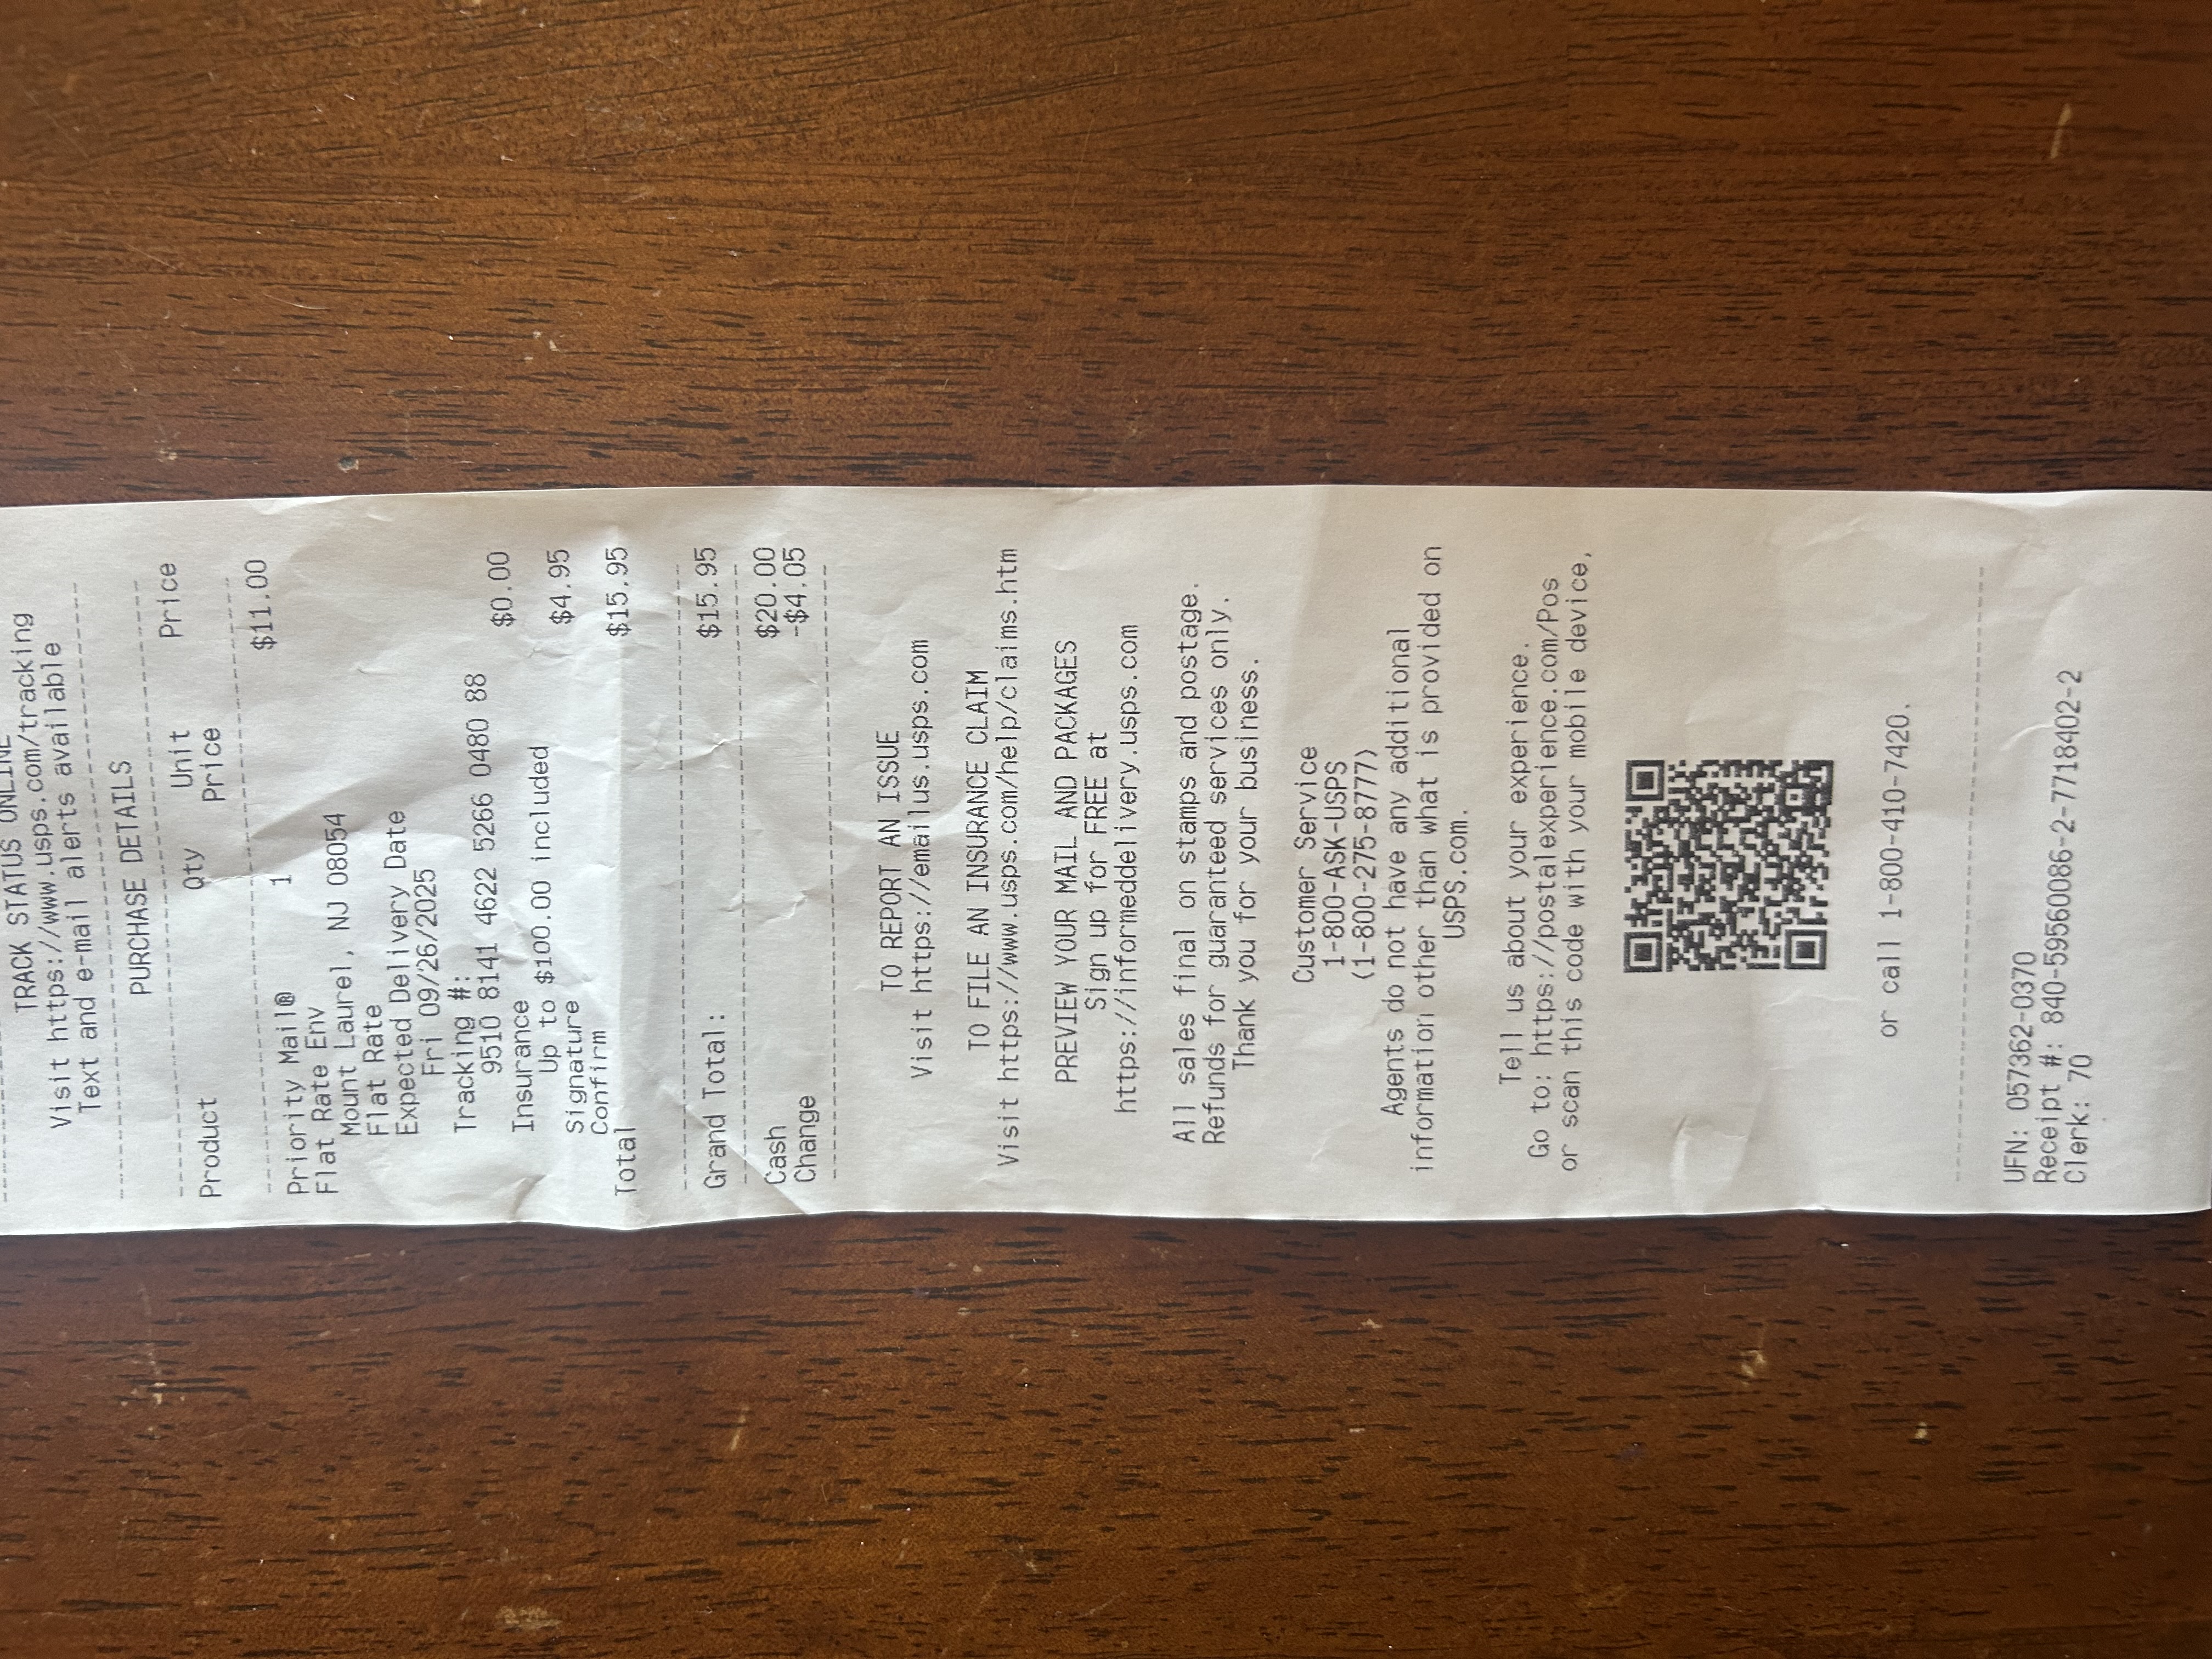 TRACK STATUS ONLINE
Visit https://www.usps.com/tracking
Text and e-mail alerts available
PURCHASE DETAILS
Product Qty Unit Price
Price
Priority Mail® 1 $11.00
Flat Rate Env
Mount Laurel, NJ 08054
Flat Rate
Expected Delivery Date
Fri 09/26/2025
Tracking #:
9510 8141 4622 5266 0480 88
Insurance $0.00
Up to $100.00 included
Signature $4.95
Confirm
Total $15.95
Grand Total: $15.95
Cash $20.00
Change -$4.05
TO REPORT AN ISSUE
Visit https://emailus.usps.com
TO FILE AN INSURANCE CLAIM
Visit https://www.usps.com/help/claims.htm
PREVIEW YOUR MAIL AND PACKAGES
Sign up for FREE at
https://informeddelivery.usps.com
All sales final on stamps and postage.
Refunds for guaranteed services only.
Thank you for your business.
Customer Service
1-800-ASK-USPS
(1-800-275-8777)
Agents do not have any additional
information other than what is provided on
USPS.com.
Tell us about your experience.
Go to: https://postalexperience.com/Pos
or scan this code with your mobile device,
or call 1-800-410-7420.
UFN: 057362-0370
Receipt #: 840-59560086-2-7718402-2
Clerk: 70